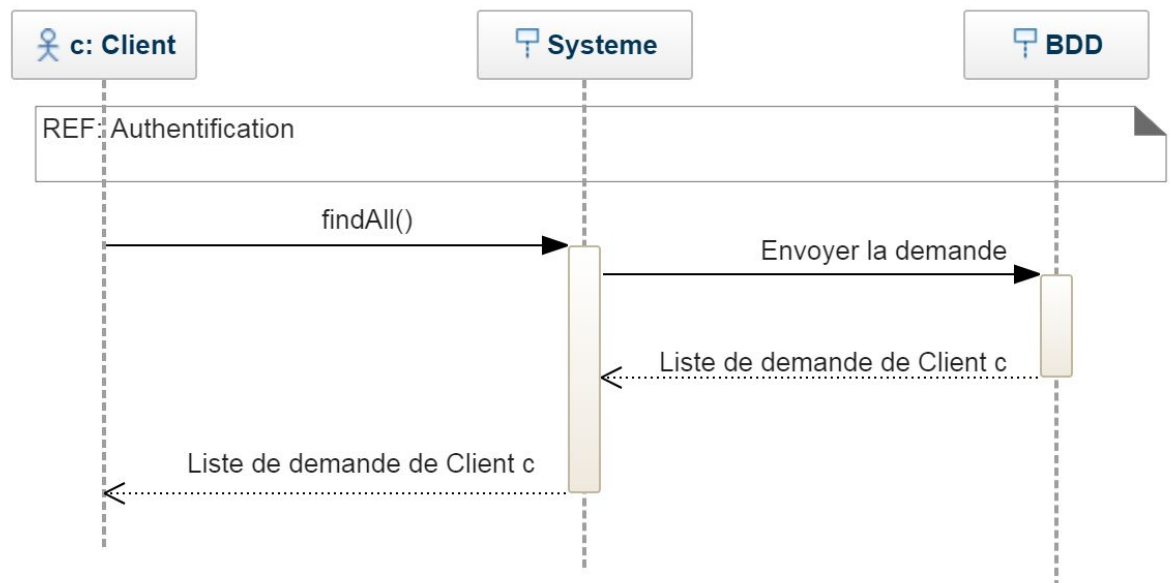 c: Client
Systeme
BDD
REF: Authentification
findAll()
Envoyer la demande
Liste de demande de Client c
Liste de demande de Client c